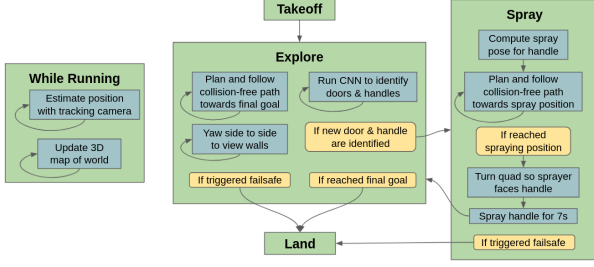 While Running
Estimate position
with tracking camera
Update 3D
map of world
Takeoff
Explore
Plan and follow
collision-free path
towards final goal
Run CNN to identify
doors & handles
Yaw side to side
to view walls
If new door & handle
are identified
If triggered failsafe
If reached final goal
Land
Spray
Compute spray
pose for handle
Plan and follow
collision-free path
towards spray position
If reached
spraying position
Turn quad so sprayer
faces handle
Spray handle for 7s
If triggered failsafe